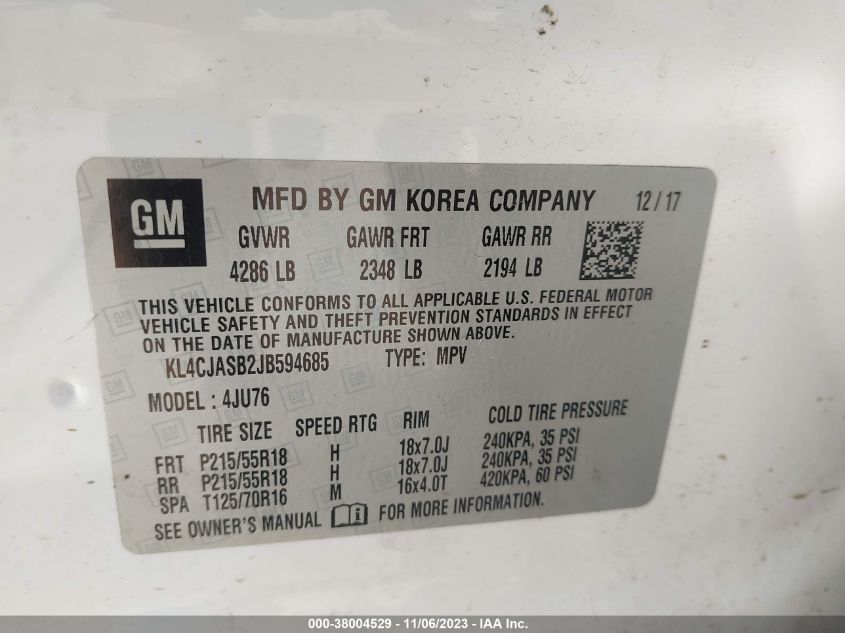 GM
MFD BY GM KOREA COMPANY 12/17
GVWR GAWR FRT GAWR RR
4286 LB 2348 LB 2194 LB
THIS VEHICLE CONFORMS TO ALL APPLICABLE U.S. FEDERAL MOTOR
VEHICLE SAFETY AND THEFT PREVENTION STANDARDS IN EFFECT
ON THE DATE OF MANUFACTURE SHOWN ABOVE.
KL4CJASB2JB594685 TYPE: MPV
MODEL : 4JU76
TIRE SIZE SPEED RTG RIM COLD TIRE PRESSURE
FRT P215/55R18 H 18x7.0J 240KPA, 35 PSI
RR P215/55R18 H 18x7.0J 240KPA, 35 PSI
SPA T125/70R16 M 16x4.0T 420KPA, 60 PSI
SEE OWNER'S MANUAL FOR MORE INFORMATION.
000-38004529 - 11/06/2023 - IAA Inc.